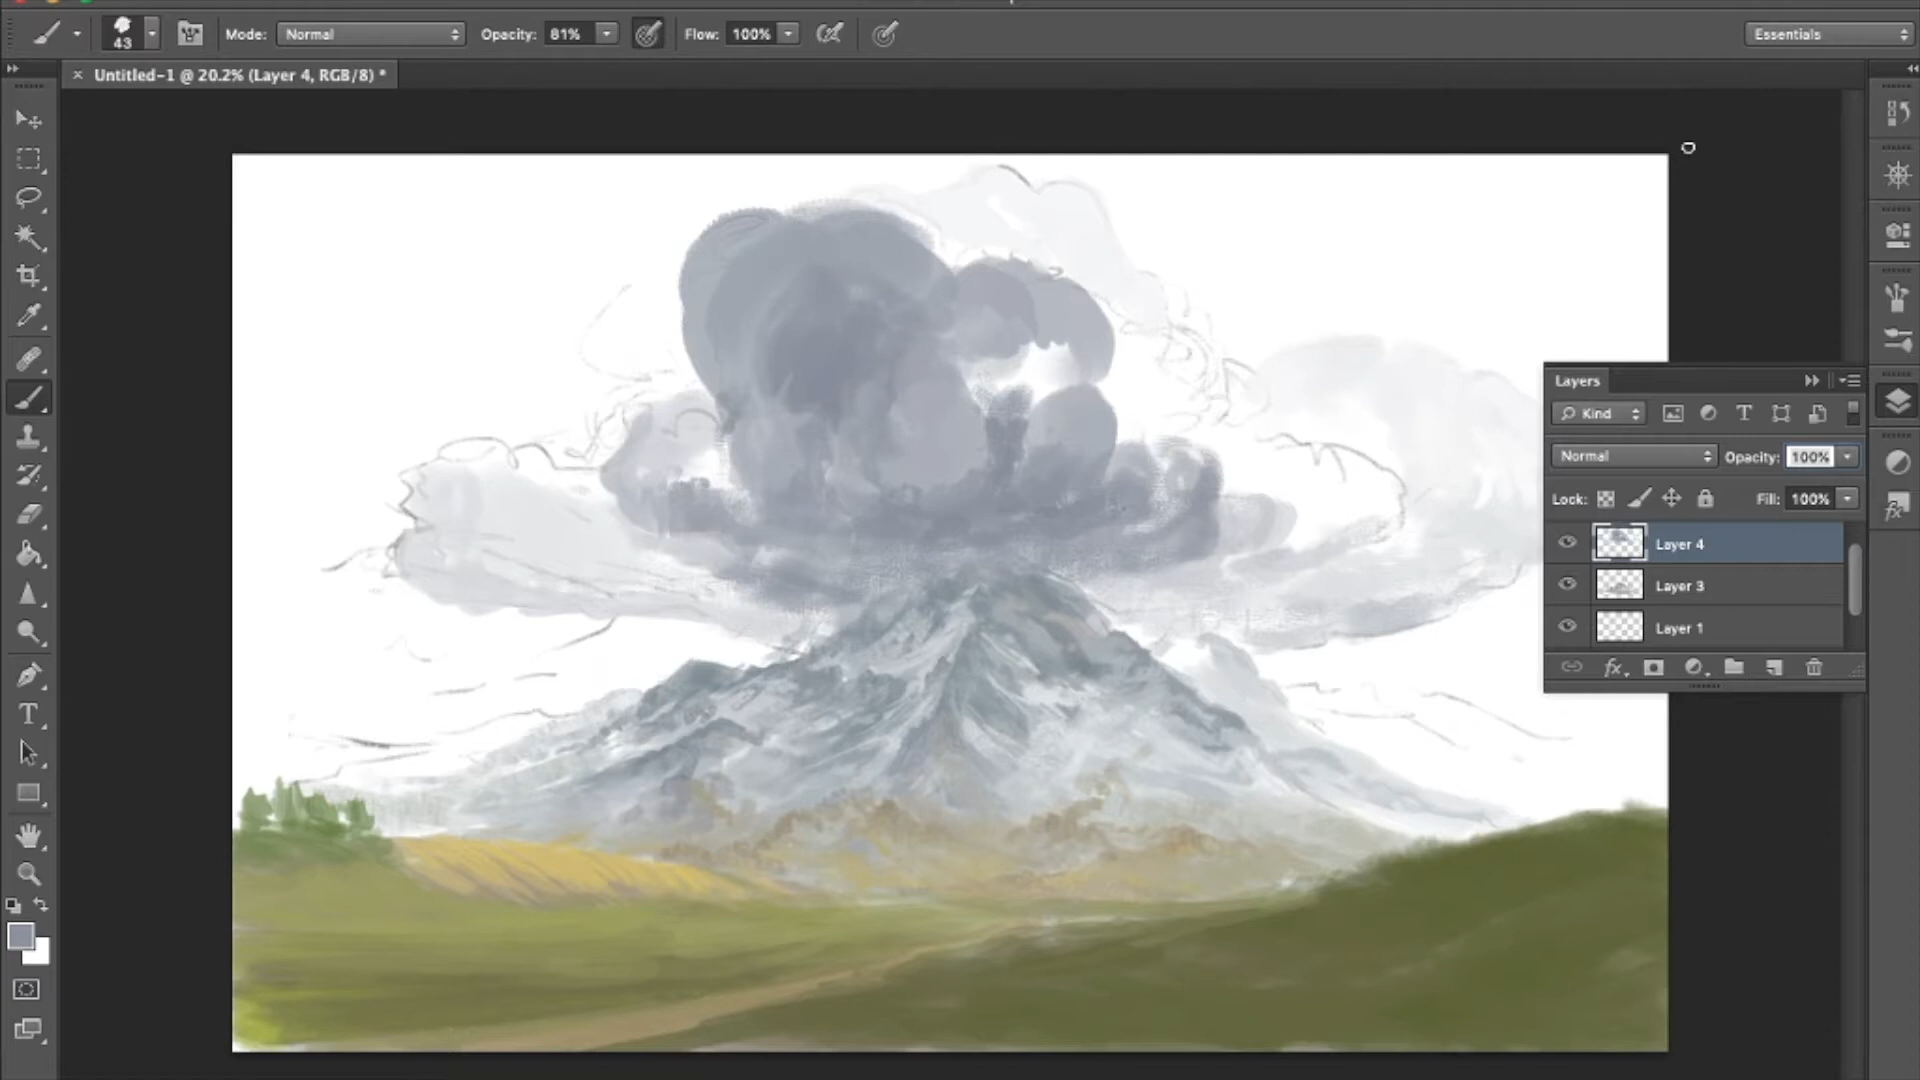 43 Mode: Normal Opacity: 81% Flow: 100% Essentials
× Untitled-1 @ 20.2% (Layer 4, RGB/8) *
Layers
Kind
Normal Opacity: 100%
Lock: Fill: 100%
Layer 4
Layer 3
Layer 1
fx